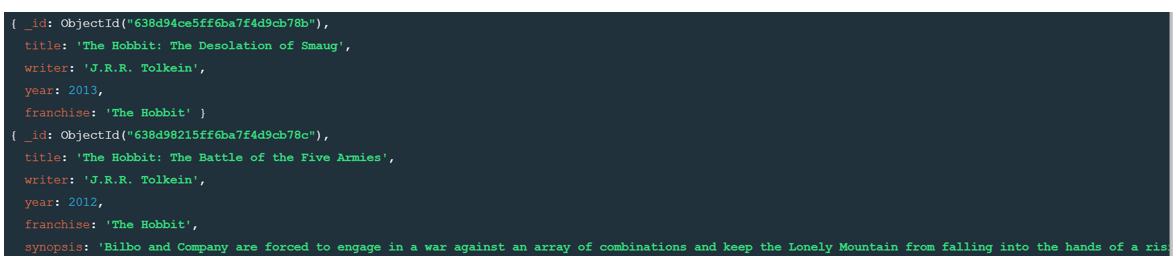 { _id: ObjectId("638d94ce5ff6ba7f4d9cb78b"),
title: 'The Hobbit: The Desolation of Smaug',
writer: 'J.R.R. Tolkein',
year: 2013,
franchise: 'The Hobbit' }
{ _id: ObjectId("638d98215ff6ba7f4d9cb78c"),
title: 'The Hobbit: The Battle of the Five Armies',
writer: 'J.R.R. Tolkein',
year: 2012,
franchise: 'The Hobbit',
synopsis: 'Bilbo and Company are forced to engage in a war against an array of combinations and keep the Lonely Mountain from falling into the hands of a ris